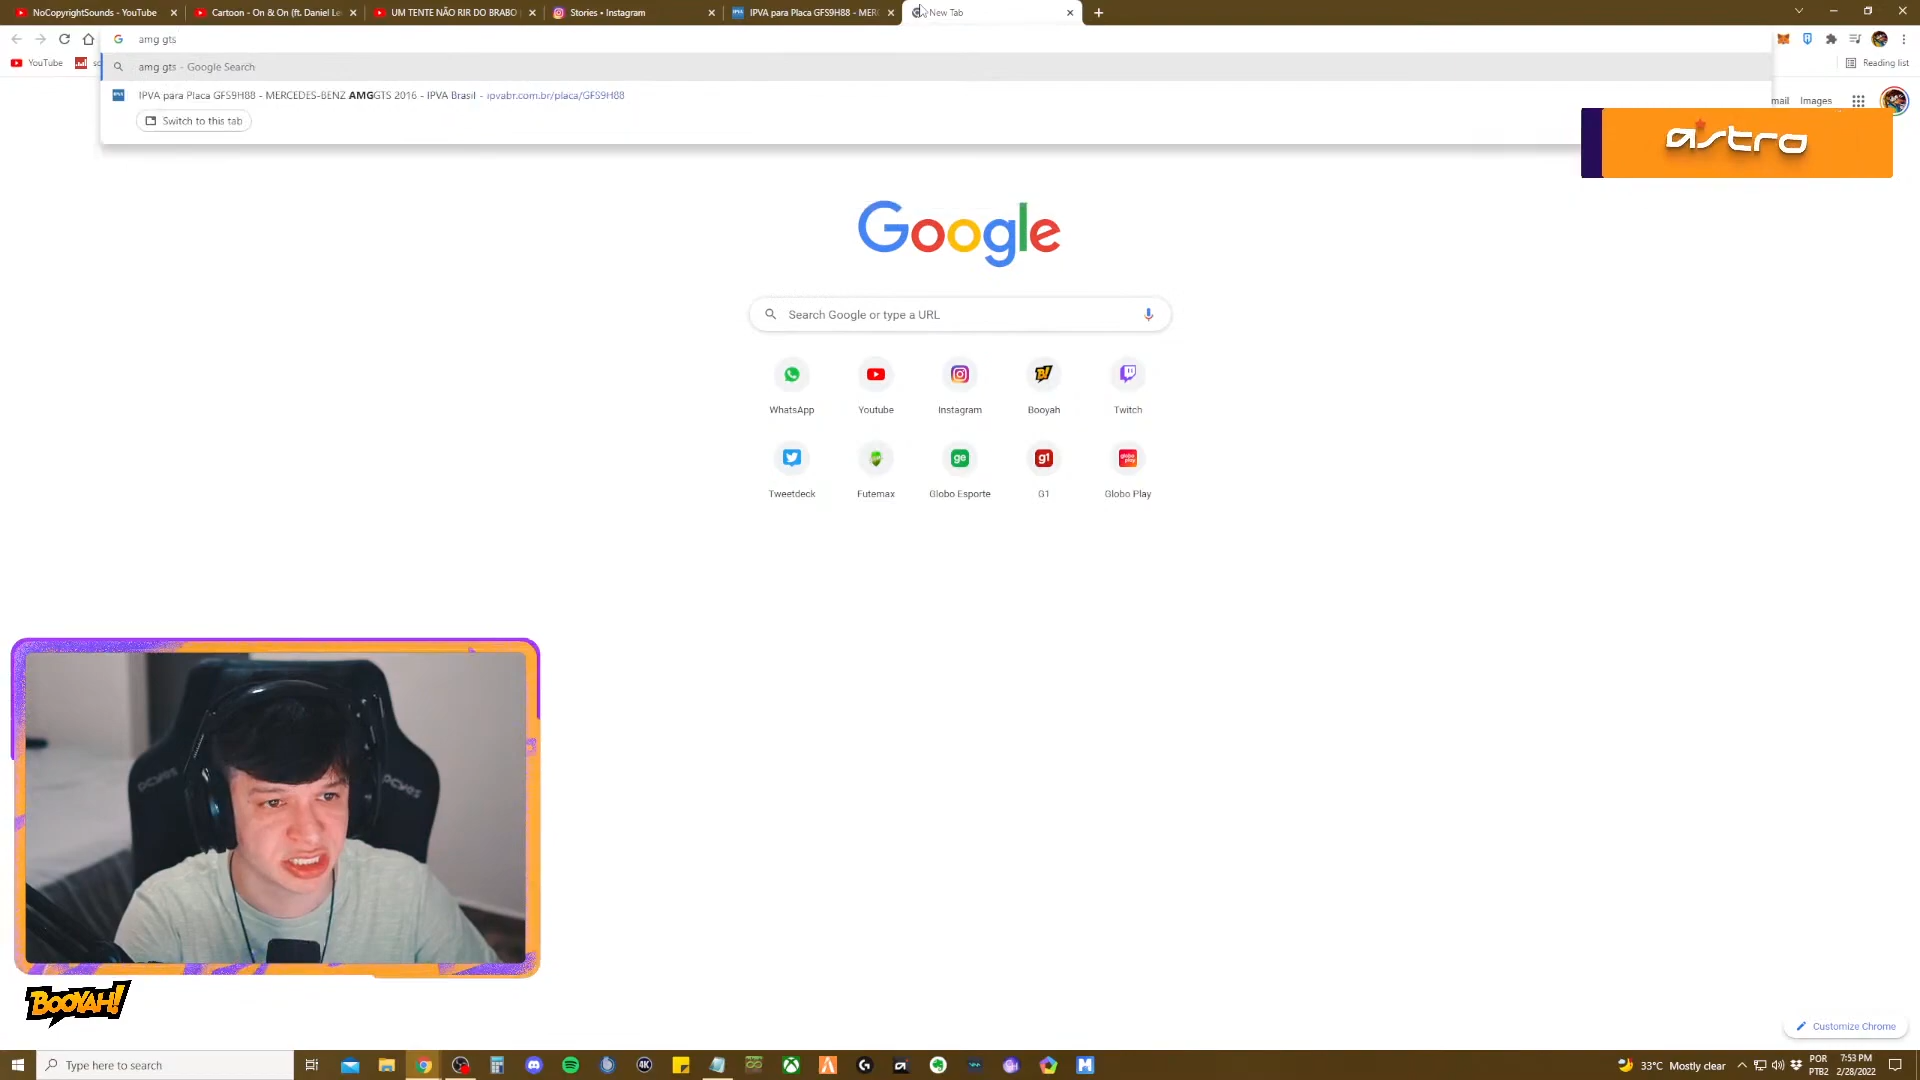 NoCopyrightSounds - YouTube
Cartoon - On & On (ft. Daniel Le
UM TENTE NÃO RIR DO BRABO
Stories • Instagram
IPVA para Placa GFS9H88 - MERC
New Tab
amg gts
YouTube
Reading list
amg gts - Google Search
IPVA para Placa GFS9H88 - MERCEDES-BENZ AMGGTS 2016 - IPVA Brasil - ipvabr.com.br/placa/GFS9H88
Switch to this tab
mail Images
astro
Google
Search Google or type a URL
WhatsApp Youtube Instagram Booyah Twitch
Tweetdeck Futemax Globo Esporte G1 Globo Play
pcyes pcyes
BOOYAH!
Customize Chrome
Type here to search
33°C Mostly clear
POR
PTB2
7:53 PM
2/28/2022